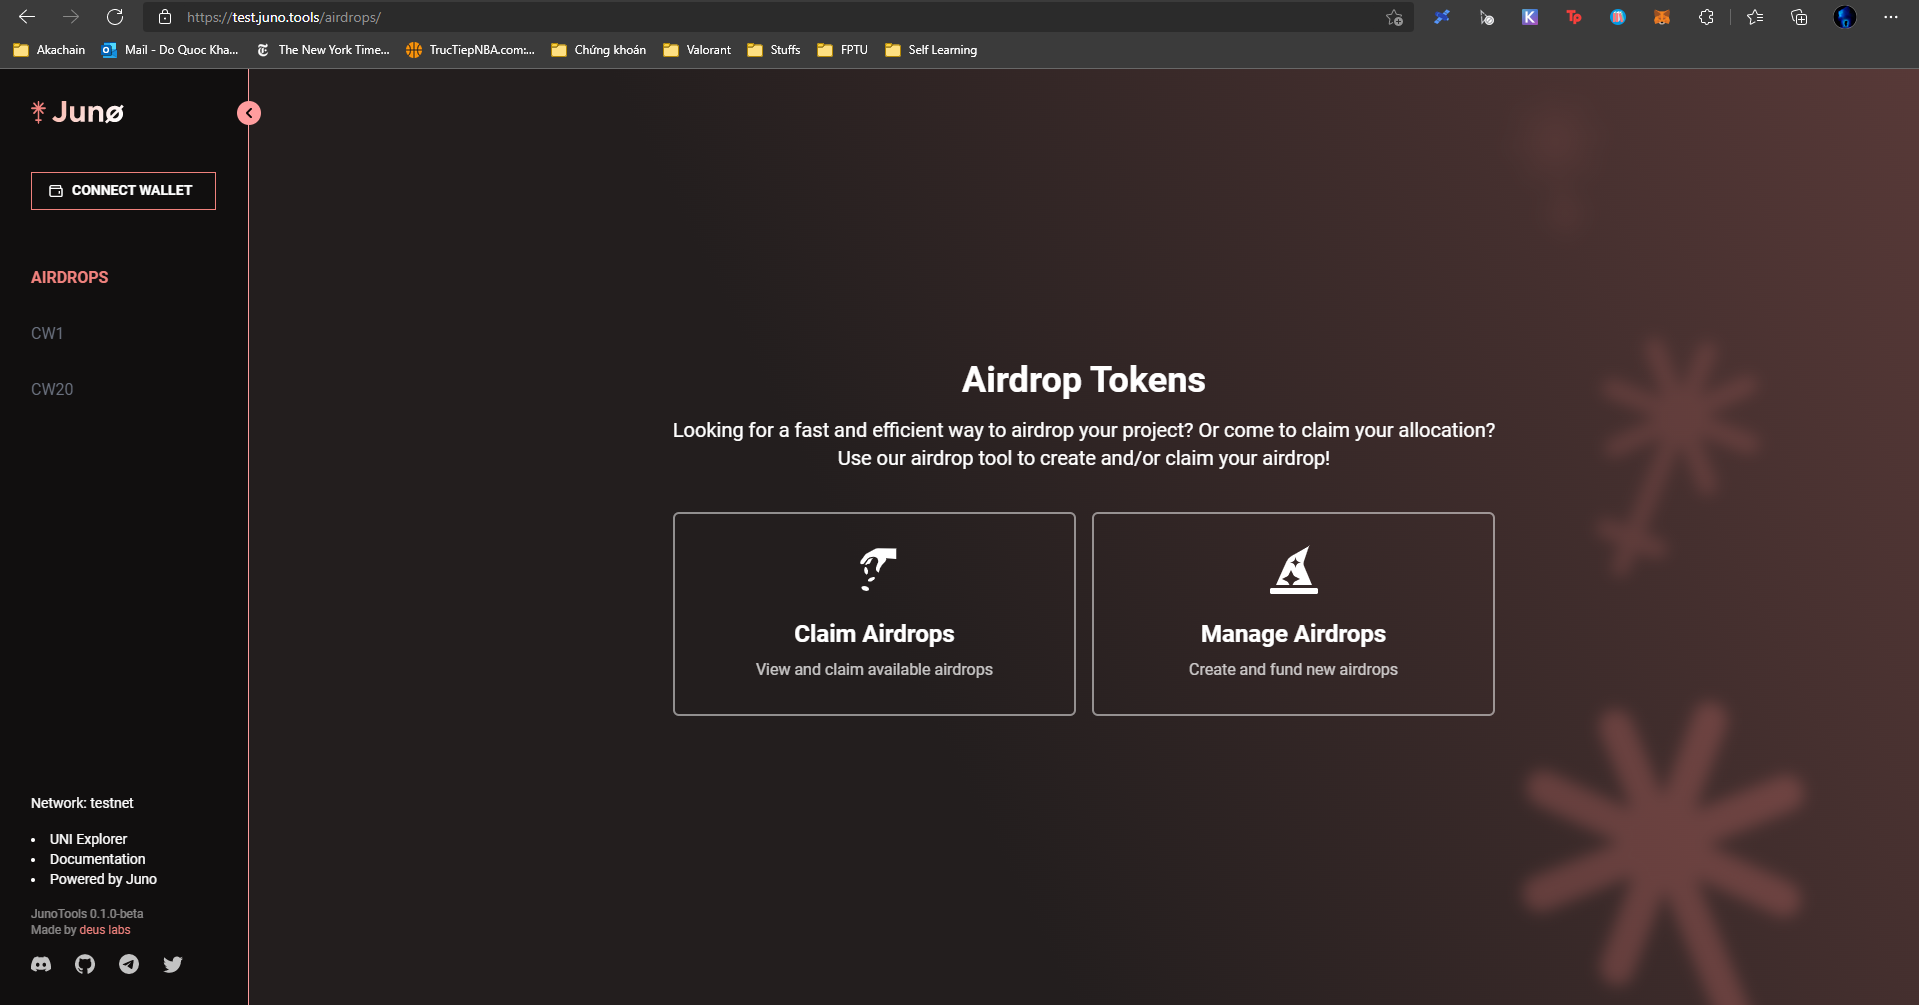 https://test.juno.tools/airdrops/
Akachain
Mail - Do Quoc Kha...
The New York Time...
TrucTiepNBA.com:...
Chứng khoán
Valorant
Stuffs
FPTU
Self Learning
Junø
CONNECT WALLET
AIRDROPS
CW1
CW20
Airdrop Tokens
Looking for a fast and efficient way to airdrop your project? Or come to claim your allocation?
Use our airdrop tool to create and/or claim your airdrop!
Claim Airdrops
View and claim available airdrops
Manage Airdrops
Create and fund new airdrops
Network: testnet
UNI Explorer
Documentation
Powered by Juno
JunoTools 0.1.0-beta
Made by deus labs